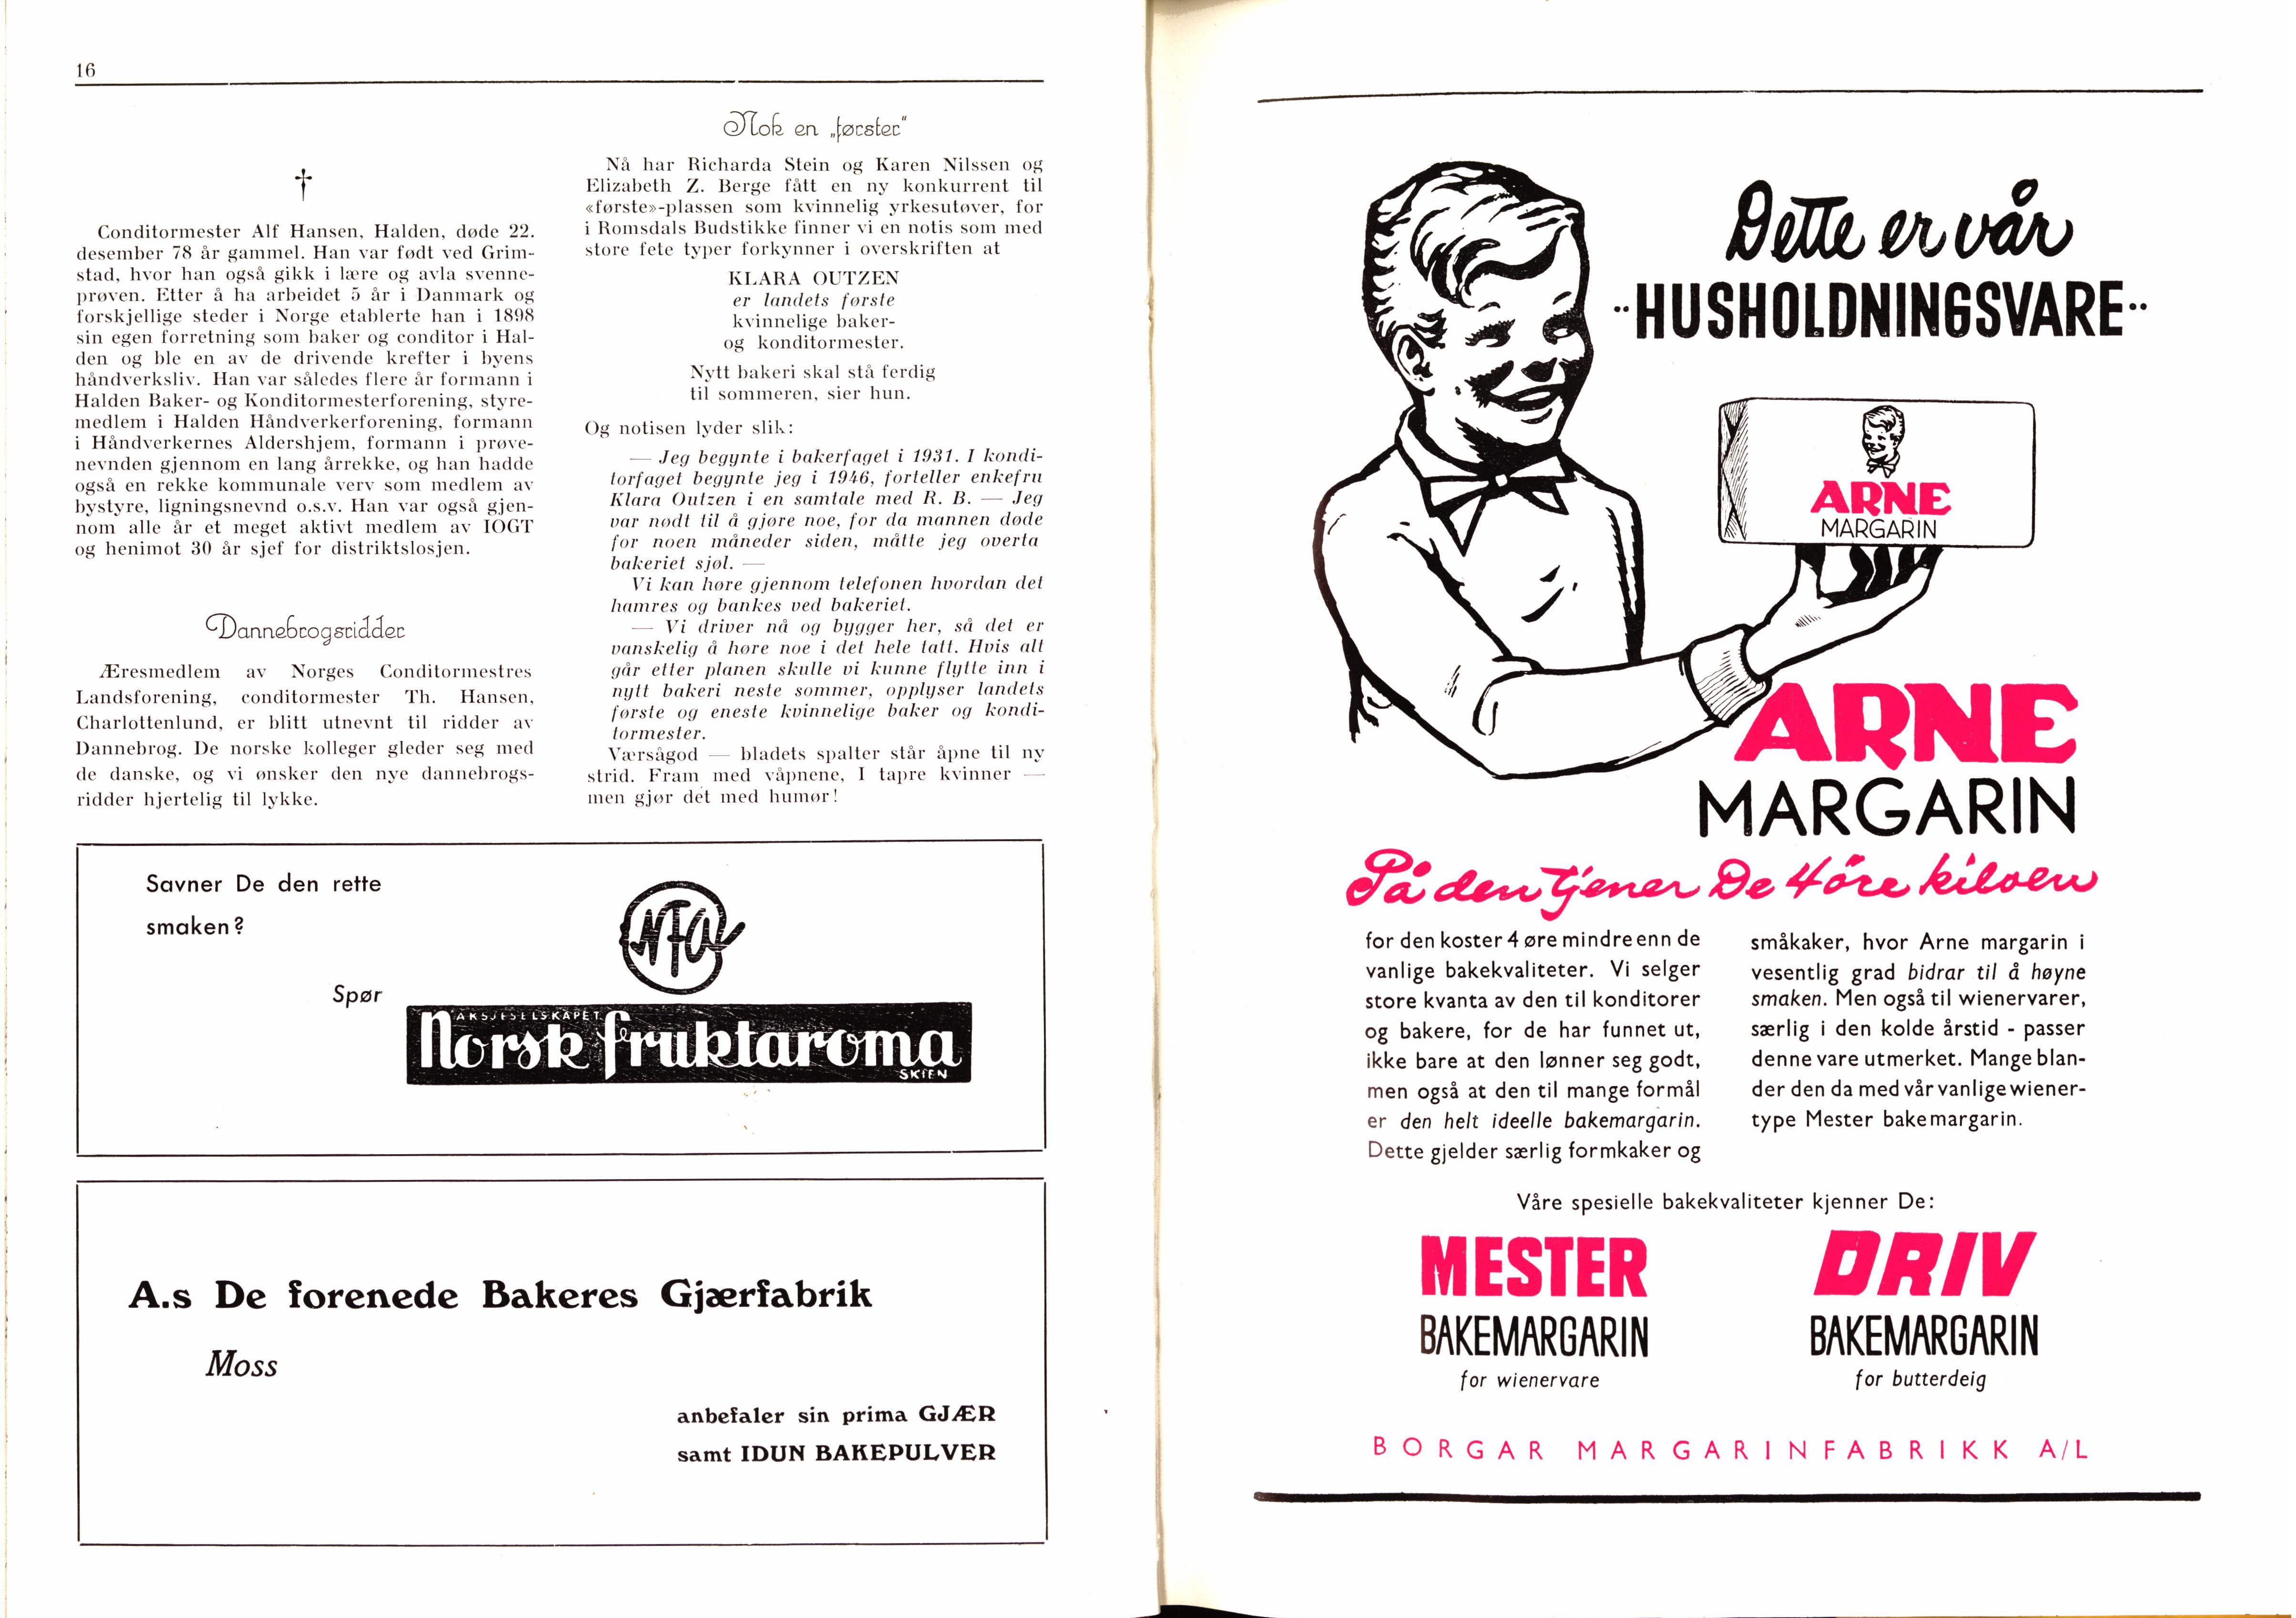 16
†
Conditormester Alf Hansen, Halden, døde 22.
desember 78 år gammel. Han var født ved Grim-
stad, hvor han også gikk i lære og avla svenne-
prøven. Etter å ha arbeidet 5 år i Danmark og
forskjellige steder i Norge etablerte han i 1898
sin egen forretning som baker og conditor i Hal-
den og ble en av de drivende krefter i byens
håndverksliv. Han var således flere år formann i
Halden Baker- og Konditormesterforening, styre-
medlem i Halden Håndverkerforening, formann
i Håndverkernes Aldershjem, formann i prøve-
nevnden gjennom en lang årrekke, og han hadde
også en rekke kommunale verv som medlem av
bystyre, ligningsnevnd o.s.v. Han var også gjen-
nom alle år et meget aktivt medlem av IOGT
og henimot 30 år sjef for distriktslosjen.
Dannebrogsridder
Æresmedlem av Norges Conditormestres
Landsforening, conditormester Th. Hansen,
Charlottenlund, er blitt utnevnt til ridder av
Dannebrog. De norske kolleger gleder seg med
de danske, og vi ønsker den nye dannebrogs-
ridder hjertelig til lykke.
Nok en „første"
Nå har Richarda Stein og Karen Nilssen og
Elizabeth Z. Berge fått en ny konkurrent til
«første»-plassen som kvinnelig yrkesutøver, for
i Romsdals Budstikke finner vi en notis som med
store fete typer forkynner i overskriften at
KLARA OUTZEN
er landets første
kvinnelige baker-
og konditormester.
Nytt bakeri skal stå ferdig
til sommeren, sier hun.
Og notisen lyder slik:
— Jeg begynte i bakerfaget i 1931. I kondi-
torfaget begynte jeg i 1946, forteller enkefru
Klara Outzen i en samtale med R. B. — Jeg
var nødt til å gjøre noe, for da mannen døde
for noen måneder siden, måtte jeg overta
bakeriet sjøl. —
Vi kan høre gjennom telefonen hvordan det
hamres og bankes ved bakeriet.
— Vi driver nå og bygger her, så det er
vanskelig å høre noe i det hele tatt. Hvis alt
går etter planen skulle vi kunne flytte inn i
nytt bakeri neste sommer, opplyser landets
første og eneste kvinnelige baker og kondi-
tormester.
Værsågod — bladets spalter står åpne til ny
strid. Fram med våpnene, I tapre kvinner —
men gjør det med humør!
Savner De den rette
smaken?
Spør
NFA
AKSJESELSKAPET
Norsk fruktaroma
SKIEN
A.s De forenede Bakeres Gjærfabrik
Moss
anbefaler sin prima GJÆR
samt IDUN BAKEPULVER
Dette er vår
"HUSHOLDNINGSVARE"
ARNE
MARGARIN
ARNE
MARGARIN
På den tjener De 4 öre kiloen
for den koster 4 øre mindre enn de
vanlige bakekvaliteter. Vi selger
store kvanta av den til konditorer
og bakere, for de har funnet ut,
ikke bare at den lønner seg godt,
men også at den til mange formål
er den helt ideelle bakemargarin.
Dette gjelder særlig formkaker og
småkaker, hvor Arne margarin i
vesentlig grad bidrar til å høyne
smaken. Men også til wienervarer,
særlig i den kolde årstid - passer
denne vare utmerket. Mange blan-
der den da med vår vanlige wiener-
type Mester bakemargarin.
Våre spesielle bakekvaliteter kjenner De:
MESTER
BAKEMARGARIN
for wienervare
DRIV
BAKEMARGARIN
for butterdeig
BORGAR MARGARINFABRIKK A/L